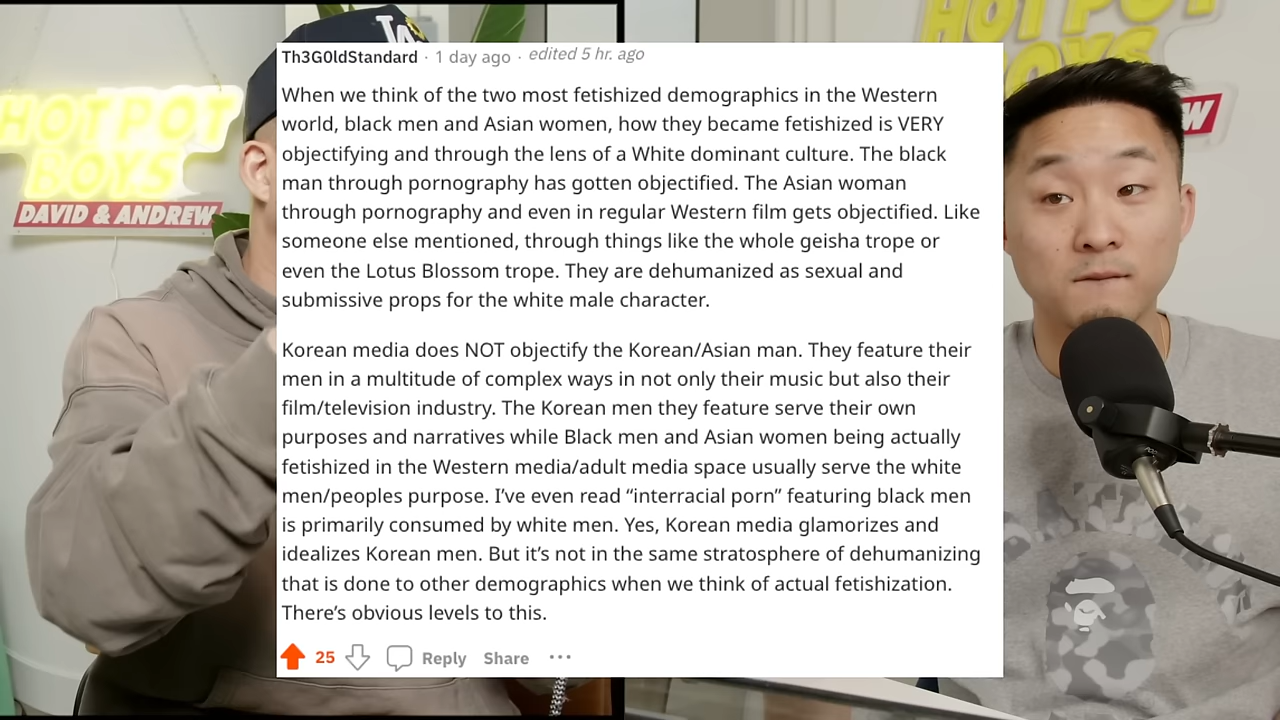 HOT POT
BOYS
DAVID & ANDREW
LA
HOT POT
BOYS
W
Th3G0ldStandard · 1 day ago · edited 5 hr. ago
When we think of the two most fetishized demographics in the Western
world, black men and Asian women, how they became fetishized is VERY
objectifying and through the lens of a White dominant culture. The black
man through pornography has gotten objectified. The Asian woman
through pornography and even in regular Western film gets objectified. Like
someone else mentioned, through things like the whole geisha trope or
even the Lotus Blossom trope. They are dehumanized as sexual and
submissive props for the white male character.
Korean media does NOT objectify the Korean/Asian man. They feature their
men in a multitude of complex ways in not only their music but also their
film/television industry. The Korean men they feature serve their own
purposes and narratives while Black men and Asian women being actually
fetishized in the Western media/adult media space usually serve the white
men/peoples purpose. I’ve even read “interracial porn” featuring black men
is primarily consumed by white men. Yes, Korean media glamorizes and
idealizes Korean men. But it’s not in the same stratosphere of dehumanizing
that is done to other demographics when we think of actual fetishization.
There’s obvious levels to this.
25 Reply Share ···